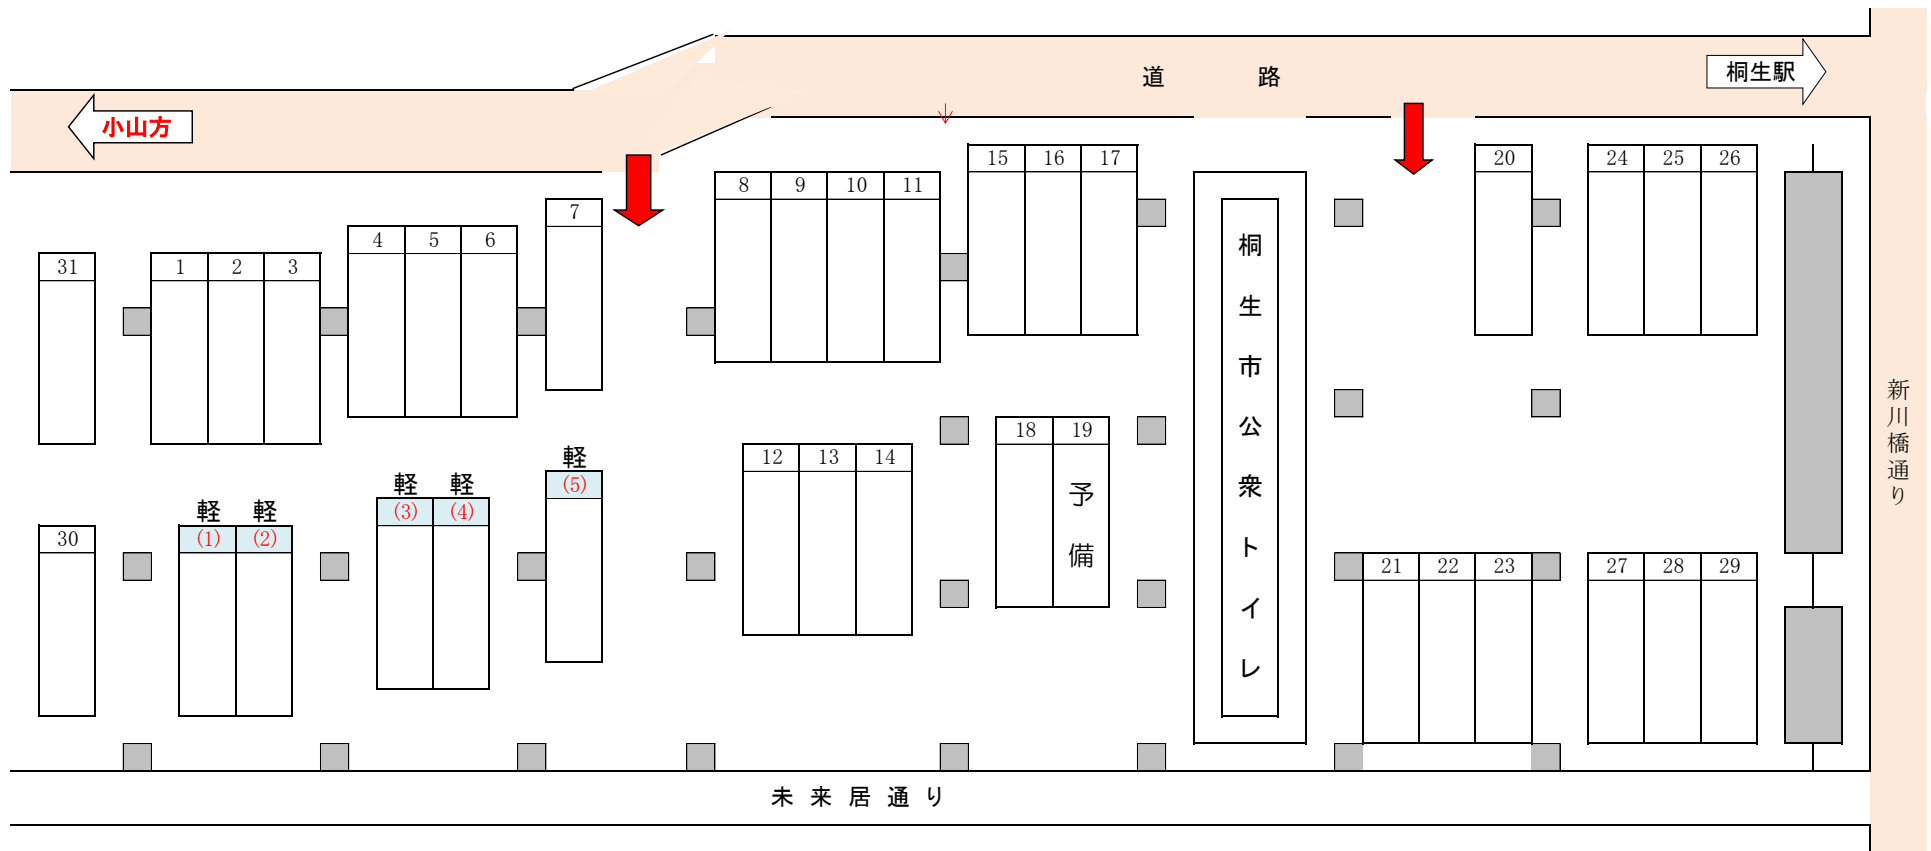 道 路
桐生駅
小山方
15 16 17
20
24 25 26
8 9 10 11
7
4 5 6
31
1 2 3
桐生市公衆トイレ
新川橋通り
18 19
予備
12 13 14
軽
(5)
軽 軽
(3) (4)
軽 軽
(1) (2)
30
21 22 23
27 28 29
未来居通り